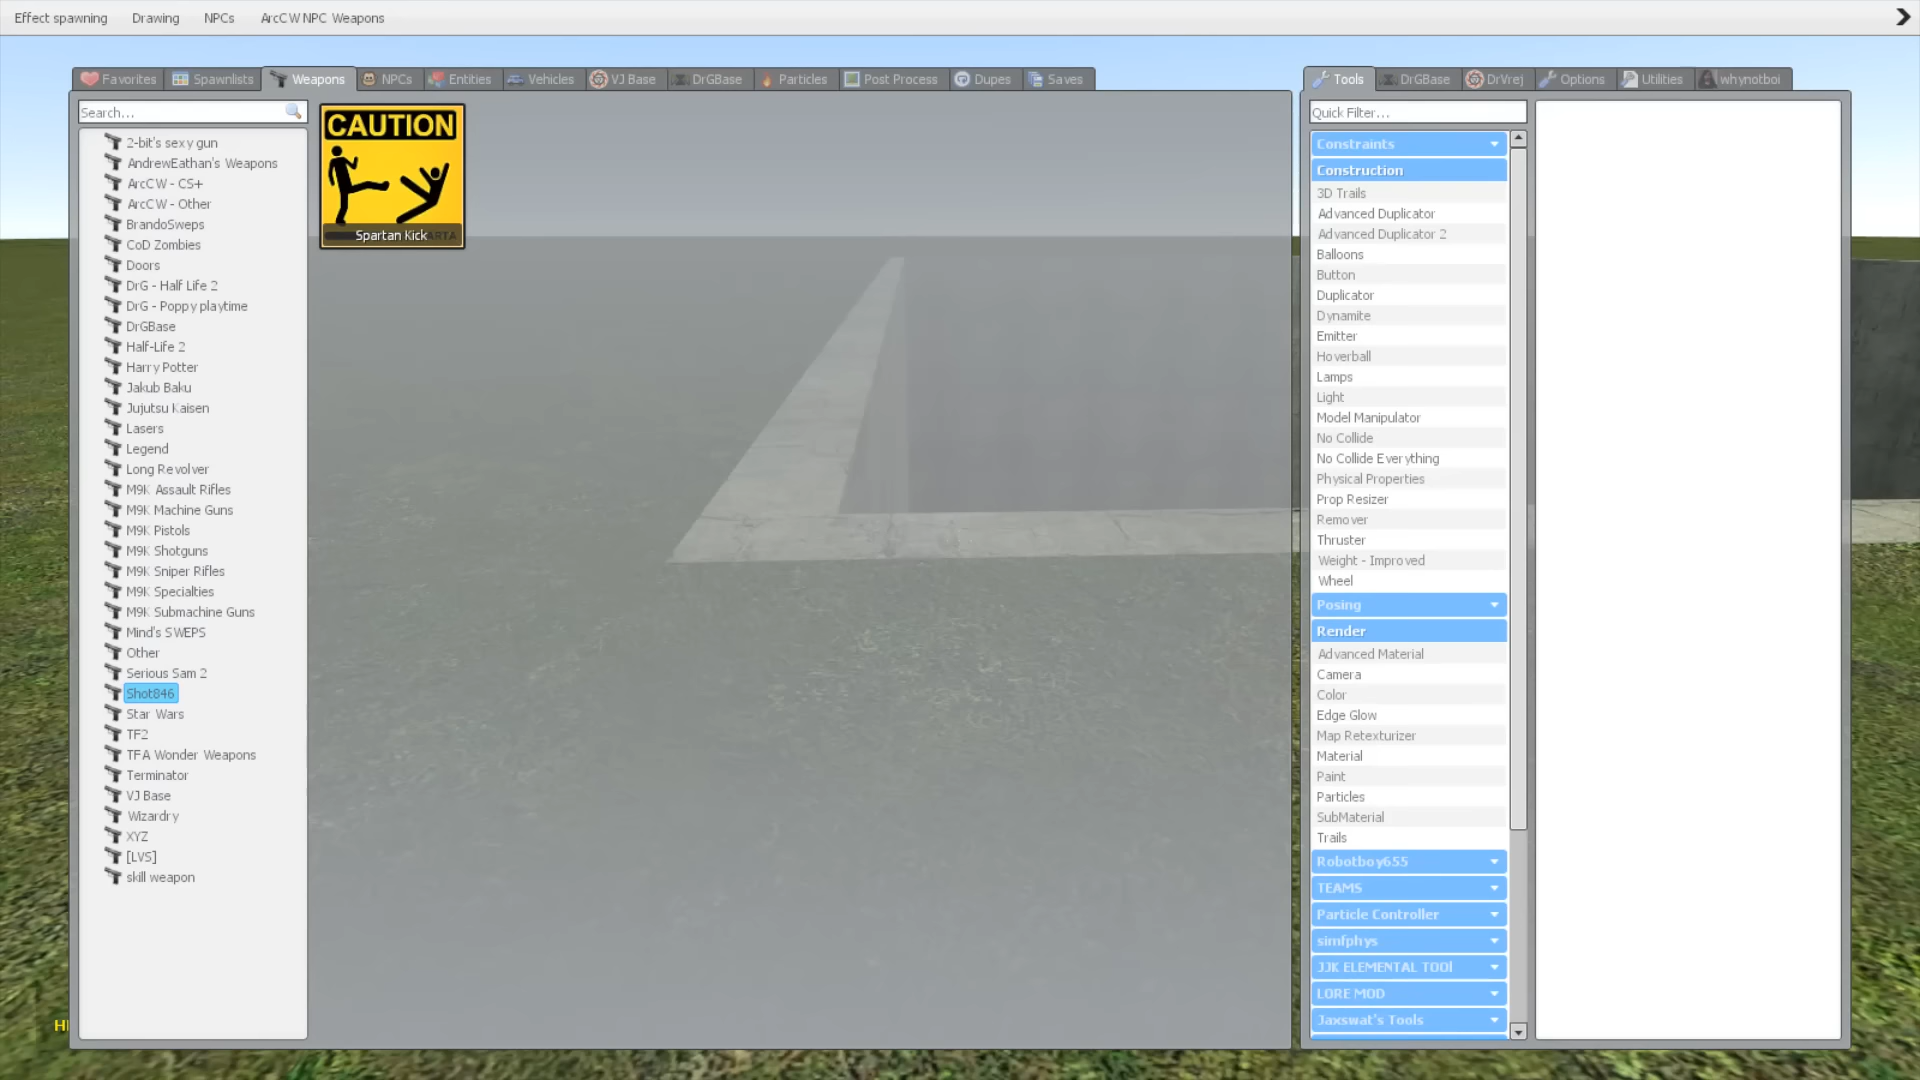 Effect spawning Drawing NPCs ArcCW NPC Weapons
Favorites Spawnlists Weapons NPCs Entities Vehicles VJ Base DrGBase Particles Post Process Dupes Saves
Search...
2-bit's sexy gun
AndrewEathan's Weapons
ArcCW - CS+
ArcCW - Other
BrandoSweps
CoD Zombies
Doors
DrG - Half Life 2
DrG - Poppy playtime
DrGBase
Half-Life 2
Harry Potter
Jakub Baku
Jujutsu Kaisen
Lasers
Legend
Long Revolver
M9K Assault Rifles
M9K Machine Guns
M9K Pistols
M9K Shotguns
M9K Sniper Rifles
M9K Specialties
M9K Submachine Guns
Mind's SWEPS
Other
Serious Sam 2
Shot846
Star Wars
TF2
TFA Wonder Weapons
Terminator
VJ Base
Wizardry
XYZ
[LVS]
skill weapon
CAUTION
Spartan Kick
Tools DrGBase DrVrej Options Utilities whynotboi
Quick Filter...
Constraints
Construction
3D Trails
Advanced Duplicator
Advanced Duplicator 2
Balloons
Button
Duplicator
Dynamite
Emitter
Hoverball
Lamps
Light
Model Manipulator
No Collide
No Collide Everything
Physical Properties
Prop Resizer
Remover
Thruster
Weight - Improved
Wheel
Posing
Render
Advanced Material
Camera
Color
Edge Glow
Map Retexturizer
Material
Paint
Particles
SubMaterial
Trails
Robotboy655
TEAMS
Particle Controller
simfphys
JJK ELEMENTAL TOOl
LORE MOD
Jaxswat's Tools